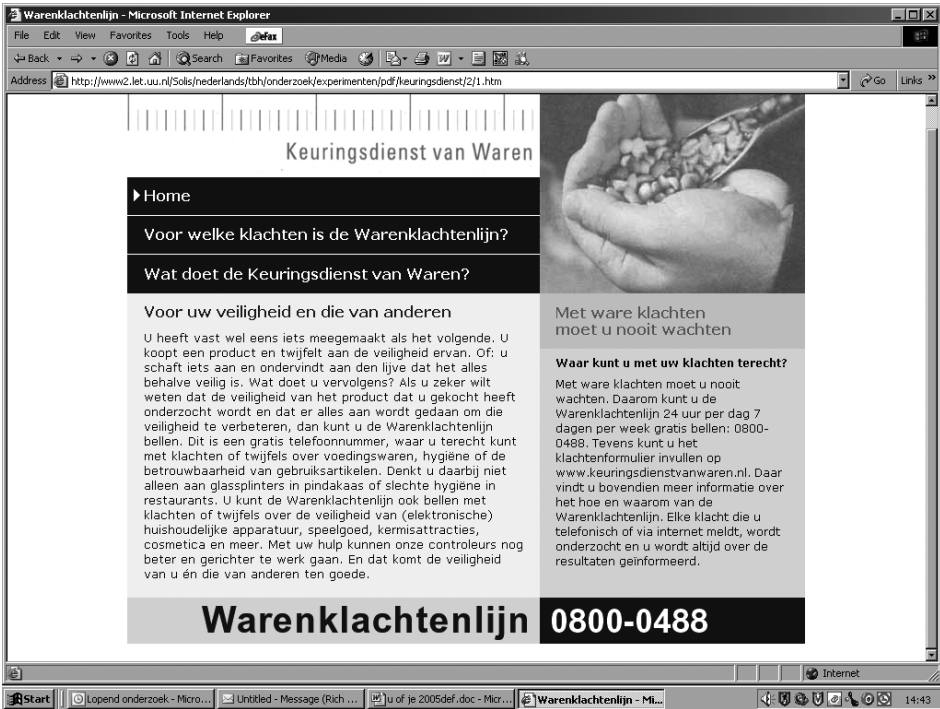 Warenklachtenlijn - Microsoft Internet Explorer
File Edit View Favorites Tools Help eFax
Back Search Favorites Media
Address http://www2.let.uu.nl/Solis/nederlands/tbh/onderzoek/experimenten/pdf/keuringsdienst/2/1.htm Go Links »
Keuringsdienst van Waren
Home
Voor welke klachten is de Warenklachtenlijn?
Wat doet de Keuringsdienst van Waren?
Voor uw veiligheid en die van anderen
U heeft vast wel eens iets meegemaakt als het volgende. U
koopt een product en twijfelt aan de veiligheid ervan. Of: u
schaft iets aan en ondervindt aan den lijve dat het alles
behalve veilig is. Wat doet u vervolgens? Als u zeker wilt
weten dat de veiligheid van het product dat u gekocht heeft
onderzocht wordt en dat er alles aan wordt gedaan om die
veiligheid te verbeteren, dan kunt u de Warenklachtenlijn
bellen. Dit is een gratis telefoonnummer, waar u terecht kunt
met klachten of twijfels over voedingswaren, hygiëne of de
betrouwbaarheid van gebruiksartikelen. Denkt u daarbij niet
alleen aan glassplinters in pindakaas of slechte hygiëne in
restaurants. U kunt de Warenklachtenlijn ook bellen met
klachten of twijfels over de veiligheid van (elektronische)
huishoudelijke apparatuur, speelgoed, kermisattracties,
cosmetica en meer. Met uw hulp kunnen onze controleurs nog
beter en gerichter te werk gaan. En dat komt de veiligheid
van u én die van anderen ten goede.
Met ware klachten
moet u nooit wachten
Waar kunt u met uw klachten terecht?
Met ware klachten moet u nooit
wachten. Daarom kunt u de
Warenklachtenlijn 24 uur per dag 7
dagen per week gratis bellen: 0800-
0488. Tevens kunt u het
klachtenformulier invullen op
www.keuringsdienstvanwaren.nl. Daar
vindt u bovendien meer informatie over
het hoe en waarom van de
Warenklachtenlijn. Elke klacht die u
telefonisch of via internet meldt, wordt
onderzocht en u wordt altijd over de
resultaten geïnformeerd.
Warenklachtenlijn 0800-0488
Internet
Start Lopend onderzoek - Micro... Untitled - Message (Rich ... u of je 2005def.doc - Micr... Warenklachtenlijn - Mi... 14:43